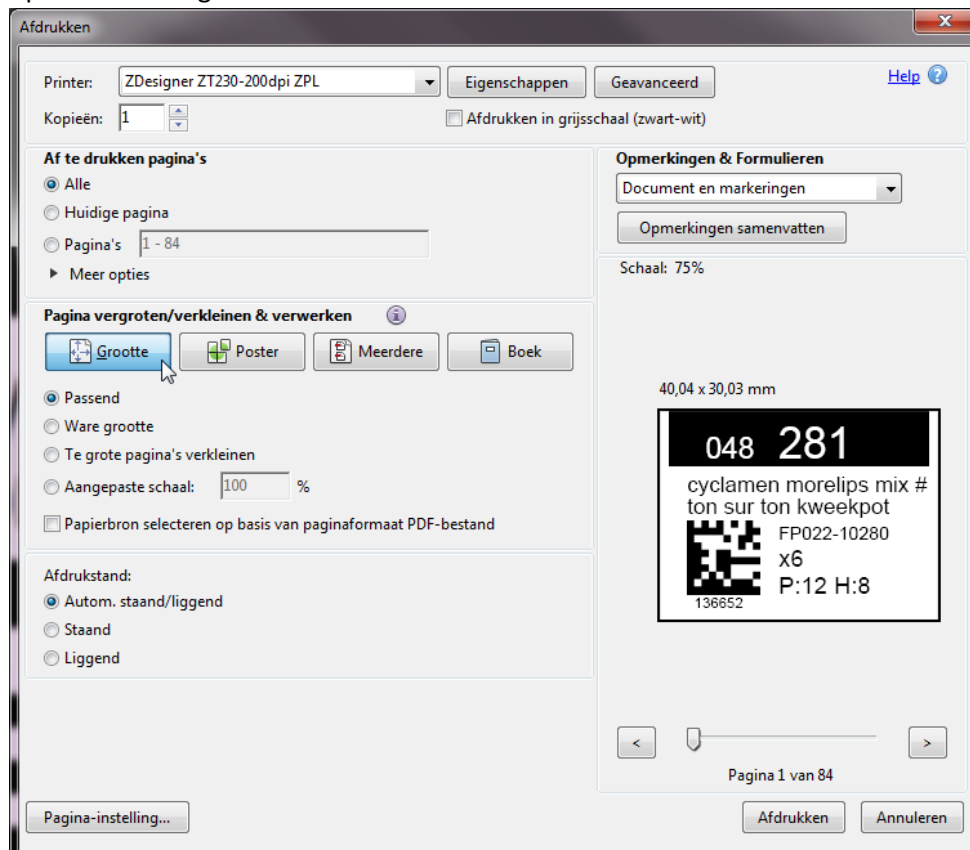 Afdrukken
Printer: ZDesigner ZT230-200dpi ZPL Eigenschappen Geavanceerd Help
Kopieën: 1 Afdrukken in grijsschaal (zwart-wit)
Af te drukken pagina's
Alle
Huidige pagina
Pagina's 1 - 84
Meer opties
Pagina vergroten/verkleinen & verwerken
Grootte Poster Meerdere Boek
Passend
Ware grootte
Te grote pagina's verkleinen
Aangepaste schaal: 100 %
Papierbron selecteren op basis van paginaformaat PDF-bestand
Afdrukstand:
Autom. staand/liggend
Staand
Liggend
Opmerkingen & Formulieren
Document en markeringen
Opmerkingen samenvatten
Schaal: 75%
40,04 x 30,03 mm
048 281
cyclamen morelips mix #
ton sur ton kweekpot
FP022-10280
x6
P:12 H:8
136652
< >
Pagina 1 van 84
Pagina-instelling... Afdrukken Annuleren